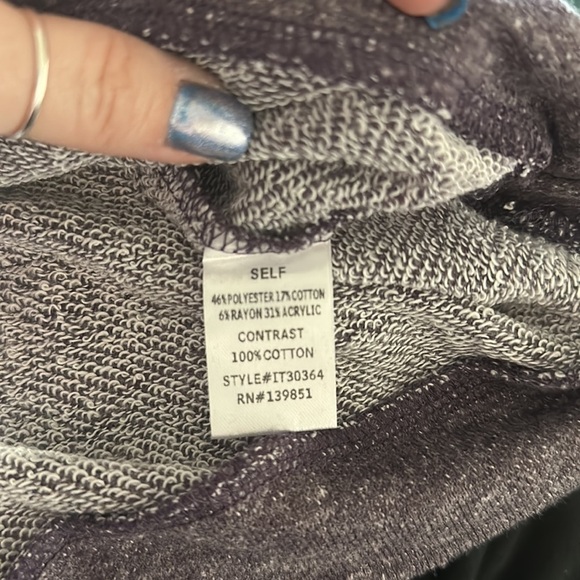 SELF
46%POLYESTER 17%COTTON
6%RAYON 31%ACRYLIC
CONTRAST
100%COTTON
STYLE#IT30364
RN#139851